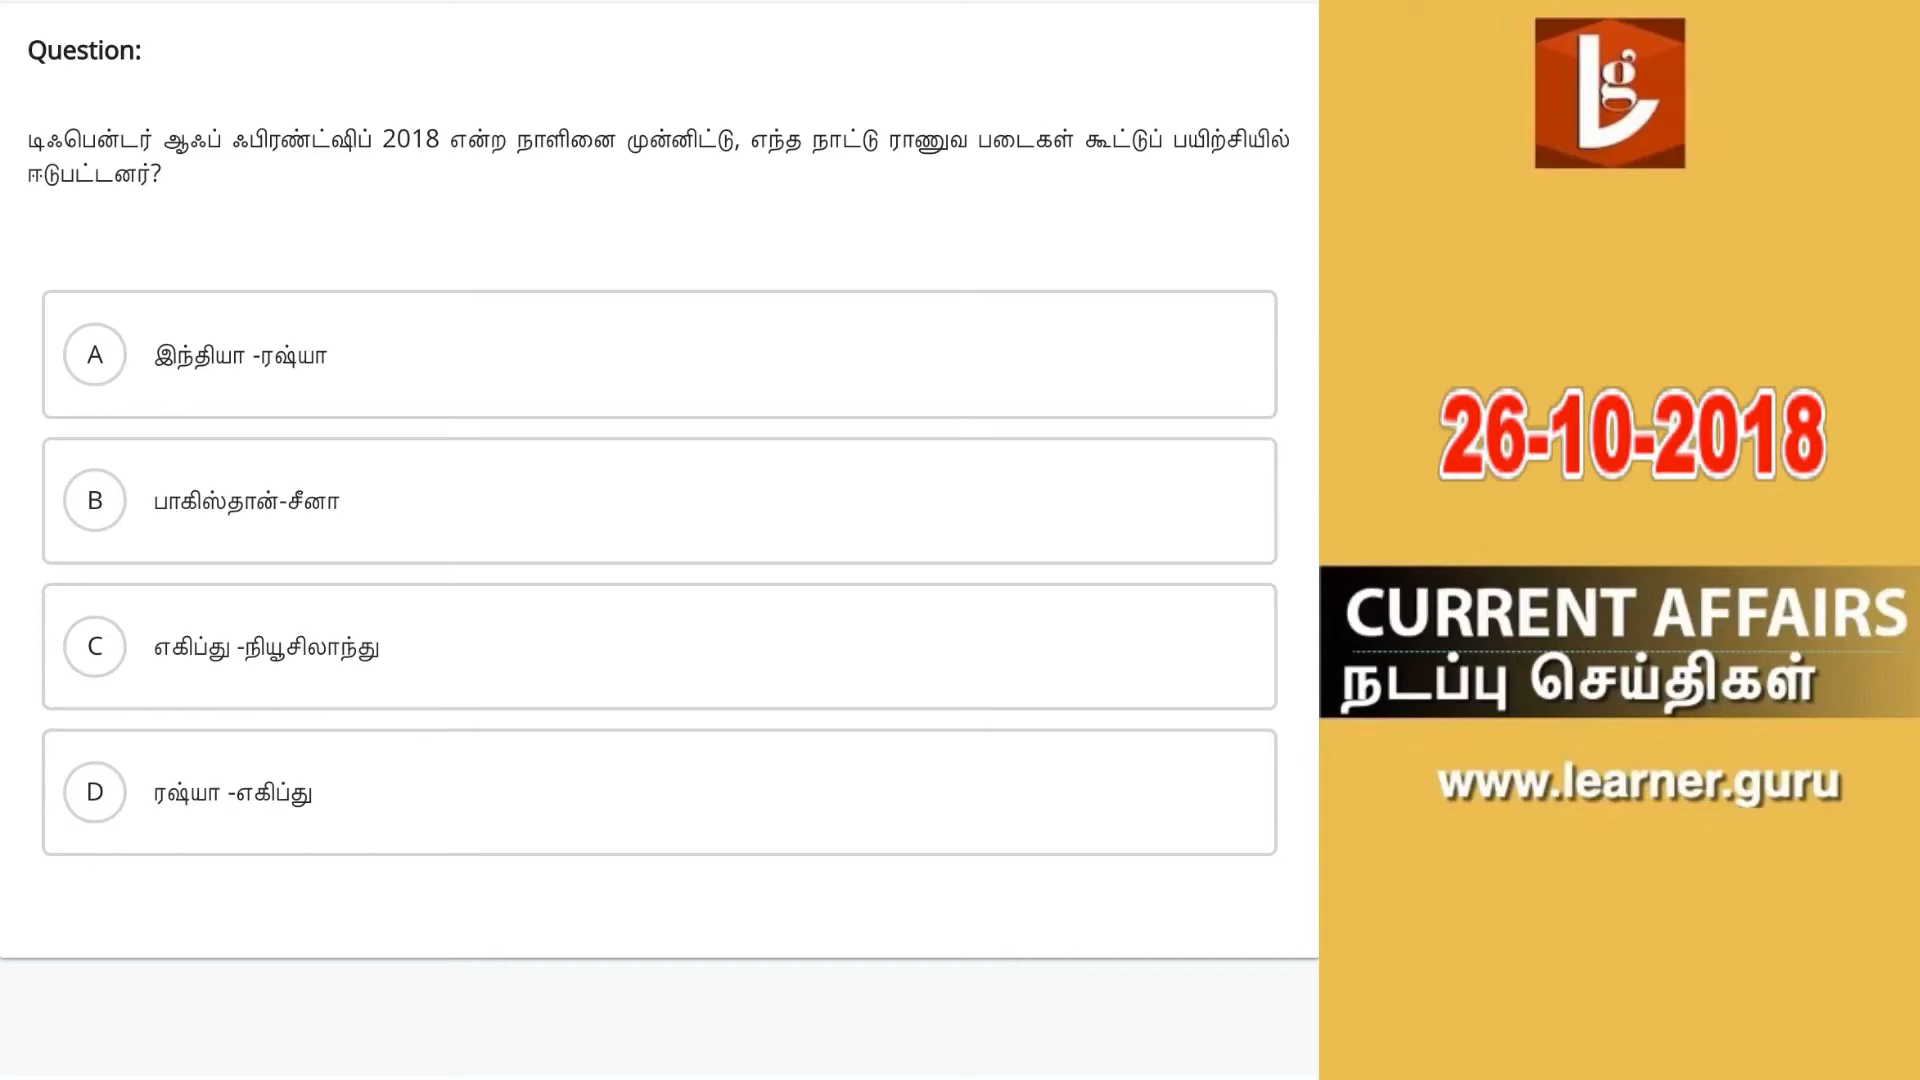 Question:
டிஃபென்டர் ஆஃப் ஃபிரண்ட்ஷிப் 2018 என்ற நாளினை முன்னிட்டு, எந்த நாட்டு ராணுவ படைகள் கூட்டுப் பயிற்சியில்
ஈடுபட்டனர்?
A இந்தியா -ரஷ்யா
B பாகிஸ்தான்-சீனா
C எகிப்து -நியூசிலாந்து
D ரஷ்யா -எகிப்து
Lg
26-10-2018
CURRENT AFFAIRS
நடப்பு செய்திகள்
www.learner.guru